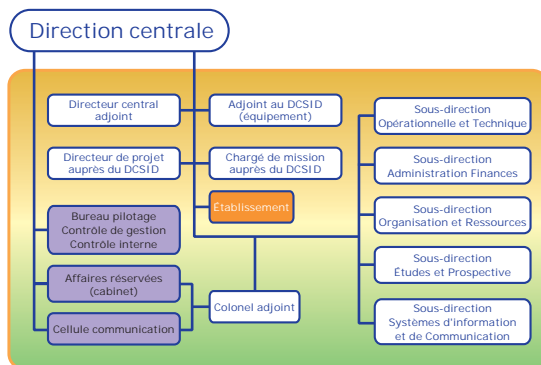 Direction centrale
Directeur central
adjoint
Adjoint au DCSID
(équipement)
Directeur de projet
auprès du DCSID
Chargé de mission
auprès du DCSID
Établissement
Bureau pilotage
Contrôle de gestion
Contrôle interne
Affaires réservées
(cabinet)
Cellule communication
Colonel adjoint
Sous-direction
Opérationnelle et Technique
Sous-direction
Administration Finances
Sous-direction
Organisation et Ressources
Sous-direction
Études et Prospective
Sous-direction
Systèmes d'information
et de Communication